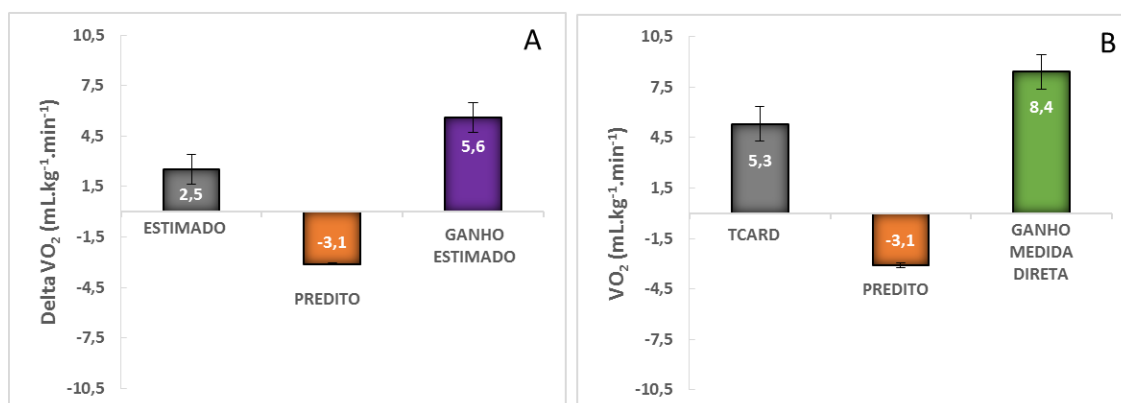 A
Delta VO₂ (mL.kg⁻¹.min⁻¹)
10,5
7,5
4,5
1,5
-1,5
-4,5
-7,5
-10,5
2,5
-3,1
5,6
ESTIMADO
PREDITO
GANHO
ESTIMADO
B
VO₂ (mL.kg⁻¹.min⁻¹)
10,5
7,5
4,5
1,5
-1,5
-4,5
-7,5
-10,5
5,3
-3,1
8,4
TCARD
PREDITO
GANHO
MEDIDA
DIRETA